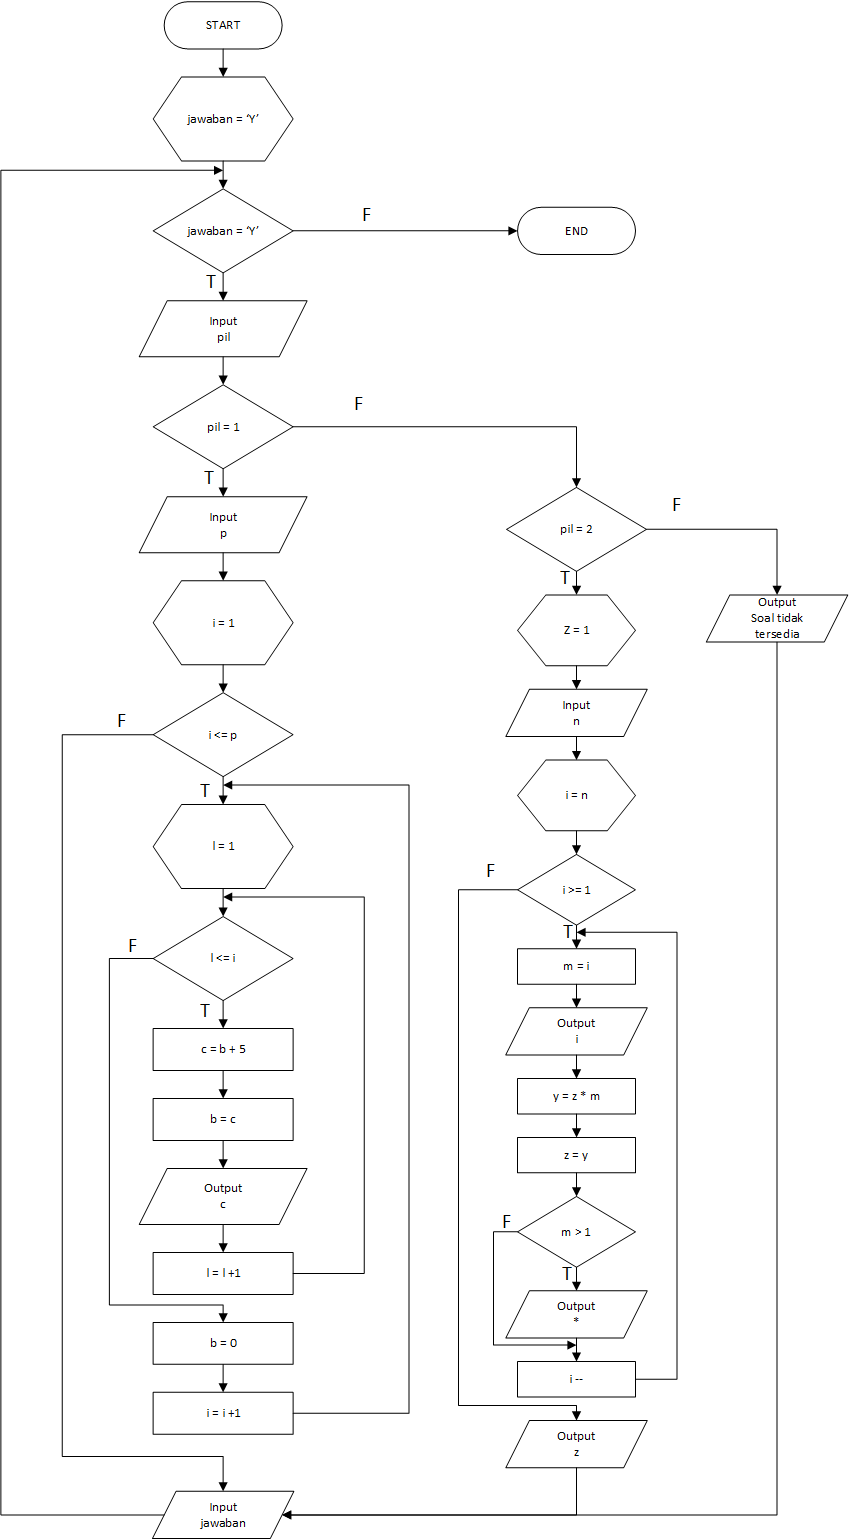 START
jawaban = ‘Y’
jawaban = ‘Y’
F
END
T
Input
pil
pil = 1
F
T
Input
p
i = 1
i <= p
F
T
l = 1
l <= i
F
T
c = b + 5
b = c
Output
c
l = l +1
b = 0
i = i +1
pil = 2
F
T
Output
Soal tidak
tersedia
Z = 1
Input
n
i = n
i >= 1
F
T
m = i
Output
i
y = z * m
z = y
m > 1
F
T
Output
*
i --
Output
z
Input
jawaban